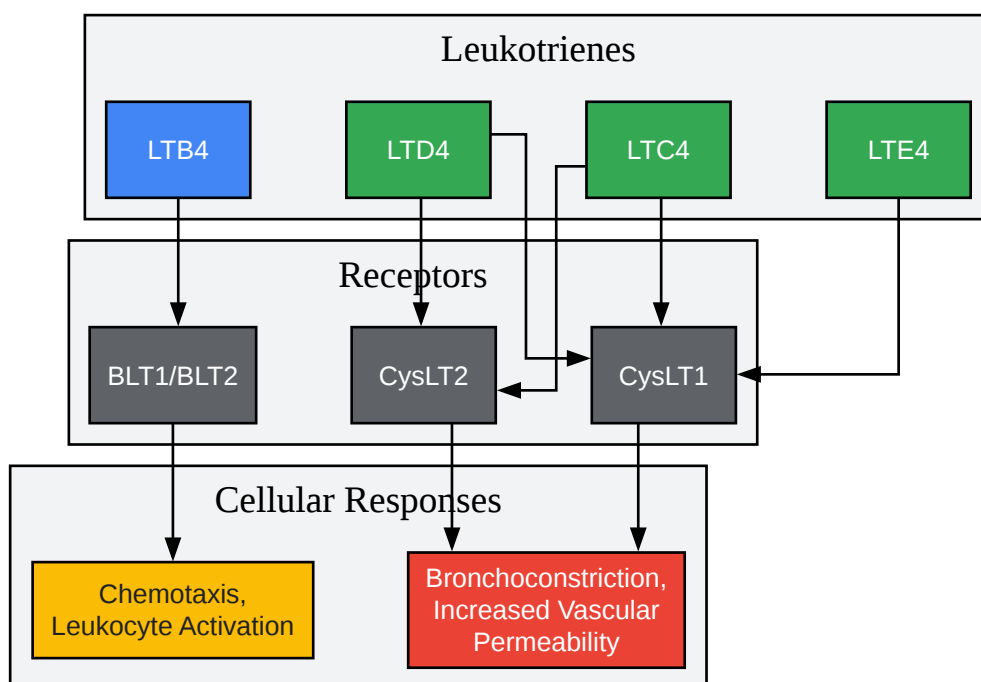 Leukotrienes
LTB4
LTD4
LTC4
LTE4
Receptors
BLT1/BLT2
CysLT2
CysLT1
Cellular Responses
Chemotaxis,
Leukocyte Activation
Bronchoconstriction,
Increased Vascular
Permeability